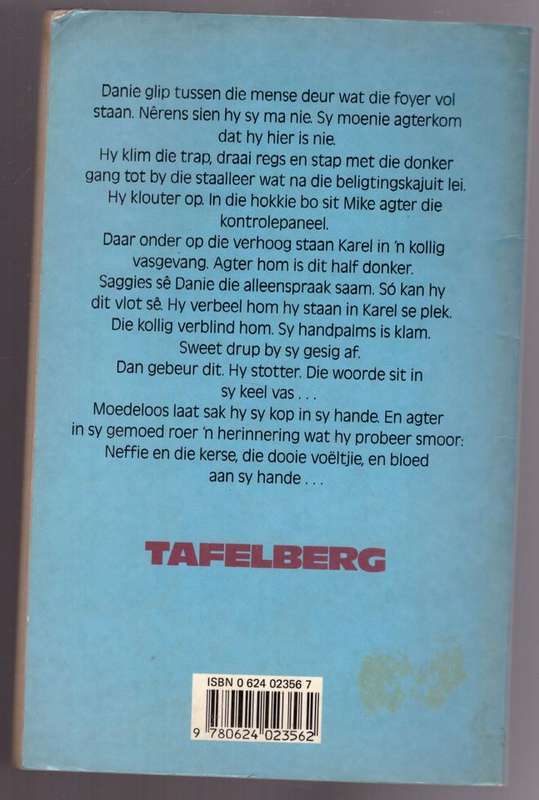 Danie glip tussen die mense deur wat die foyer vol
staan. Nêrens sien hy sy ma nie. Sy moenie agterkom
dat hy hier is nie.
Hy klim die trap, draai regs en stap met die donker
gang tot by die staalleer wat na die beligtingskajuit lei.
Hy klouter op. In die hokkie bo sit Mike agter die
kontrolepaneel.
Daar onder op die verhoog staan Karel in 'n kollig
vasgevang. Agter hom is dit half donker.
Saggies sê Danie die alleenspraak saam. Só kan hy
dit vlot sê. Hy verbeel hom hy staan in Karel se plek.
Die kollig verblind hom. Sy handpalms is klam.
Sweet drup by sy gesig af.
Dan gebeur dit. Hy stotter. Die woorde sit in
sy keel vas . . .
Moedeloos laat sak hy sy kop in sy hande. En agter
in sy gemoed roer 'n herinnering wat hy probeer smoor:
Neffie en die kerse, die dooie voëltjie, en bloed
aan sy hande . . .
TAFELBERG
ISBN 0 624 02356 7
9 780624 023562